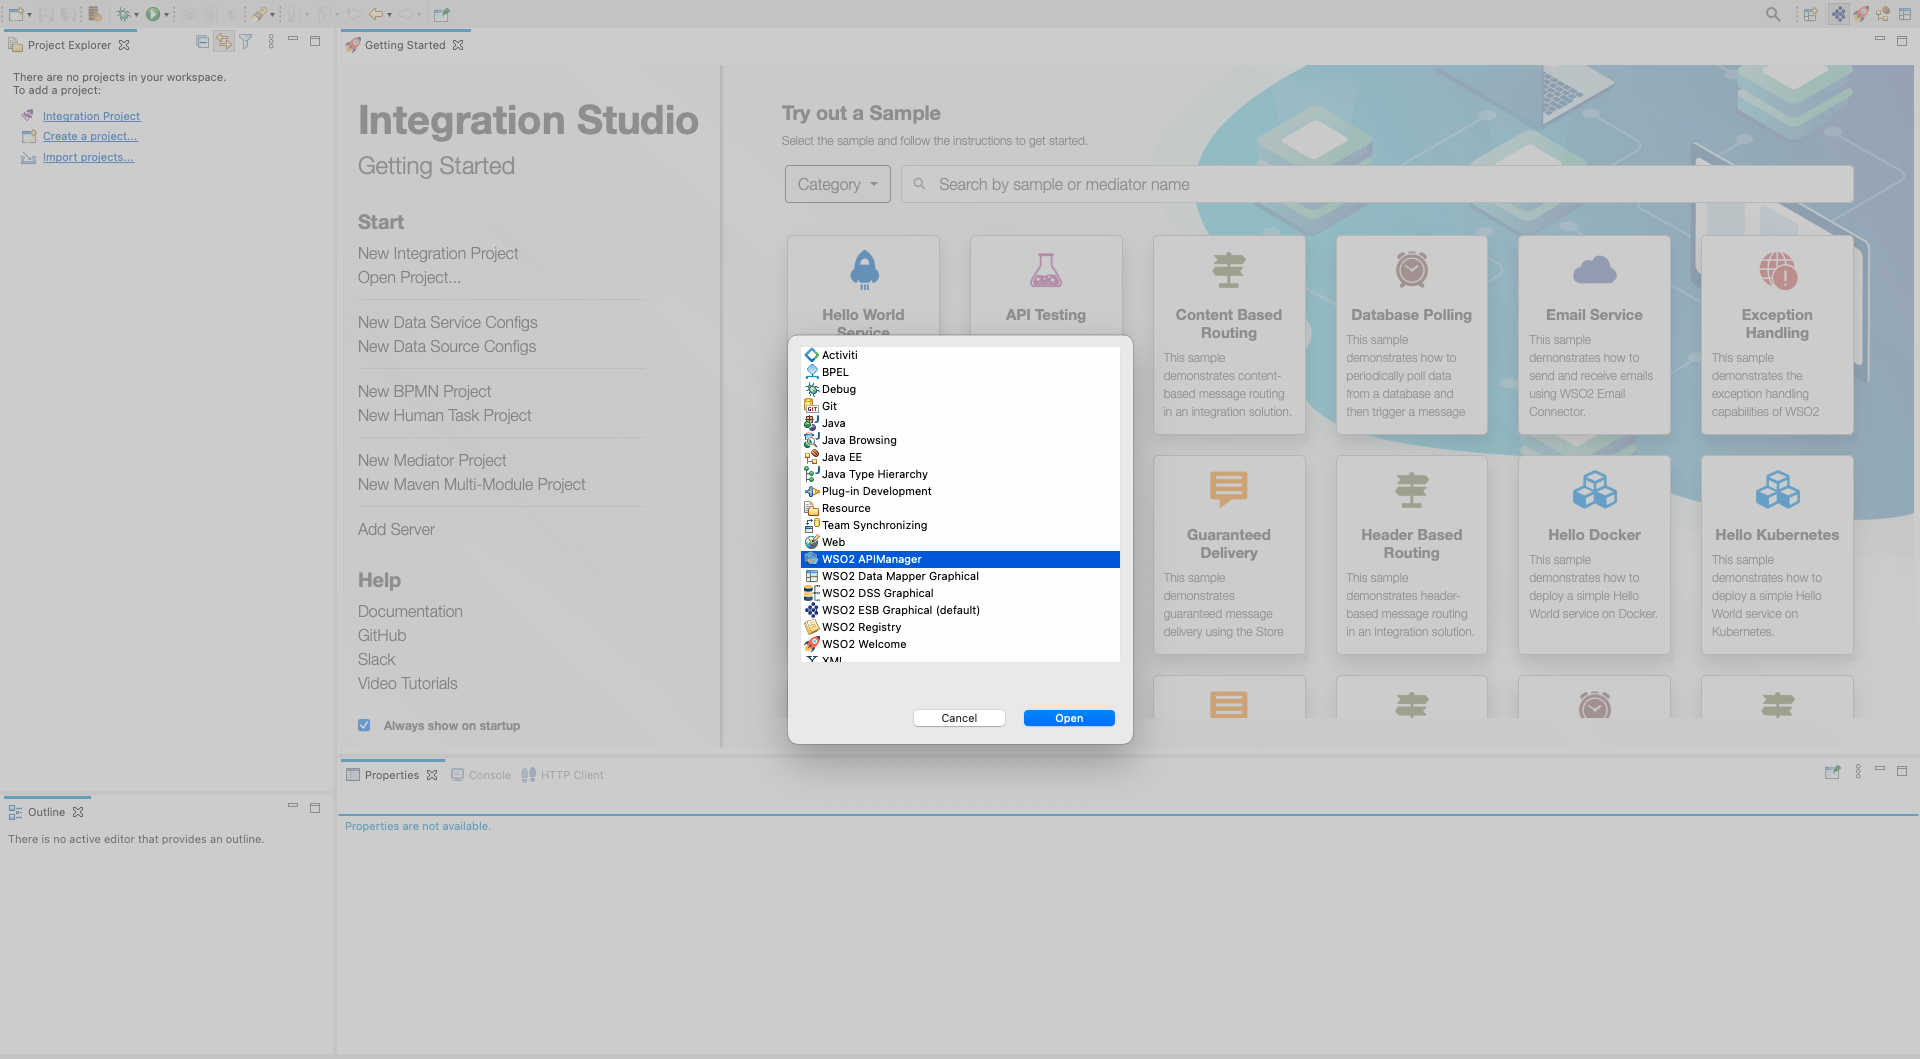 Project Explorer
There are no projects in your workspace.
To add a project:
Integration Project
Create a project...
Import projects...
Getting Started
Integration Studio
Getting Started
Start
New Integration Project
Open Project...
New Data Service Configs
New Data Source Configs
New BPMN Project
New Human Task Project
New Mediator Project
New Maven Multi-Module Project
Add Server
Help
Documentation
GitHub
Slack
Video Tutorials
Always show on startup
Try out a Sample
Select the sample and follow the instructions to get started.
Category
Search by sample or mediator name
Hello World
Service
API Testing
Content Based
Routing
This sample
demonstrates content-
based message routing
in an integration solution.
Database Polling
This sample
demonstrates how to
periodically poll data
from a database and
then trigger a message
Email Service
This sample
demonstrates how to
send and receive emails
using WSO2 Email
Connector.
Exception
Handling
This sample
demonstrates the
exception handling
capabilities of WSO2
Guaranteed
Delivery
This sample
demonstrates
guaranteed message
delivery using the Store
Header Based
Routing
This sample
demonstrates header-
based message routing
in an integration solution.
Hello Docker
This sample
demonstrates how to
deploy a simple Hello
World service on Docker.
Hello Kubernetes
This sample
demonstrates how to
deploy a simple Hello
World service on
Kubernetes.
Activiti
BPEL
Debug
Git
Java
Java Browsing
Java EE
Java Type Hierarchy
Plug-in Development
Resource
Team Synchronizing
Web
WSO2 APIManager
WSO2 Data Mapper Graphical
WSO2 DSS Graphical
WSO2 ESB Graphical (default)
WSO2 Registry
WSO2 Welcome
XML
Cancel
Open
Properties
Console
HTTP Client
Properties are not available.
Outline
There is no active editor that provides an outline.